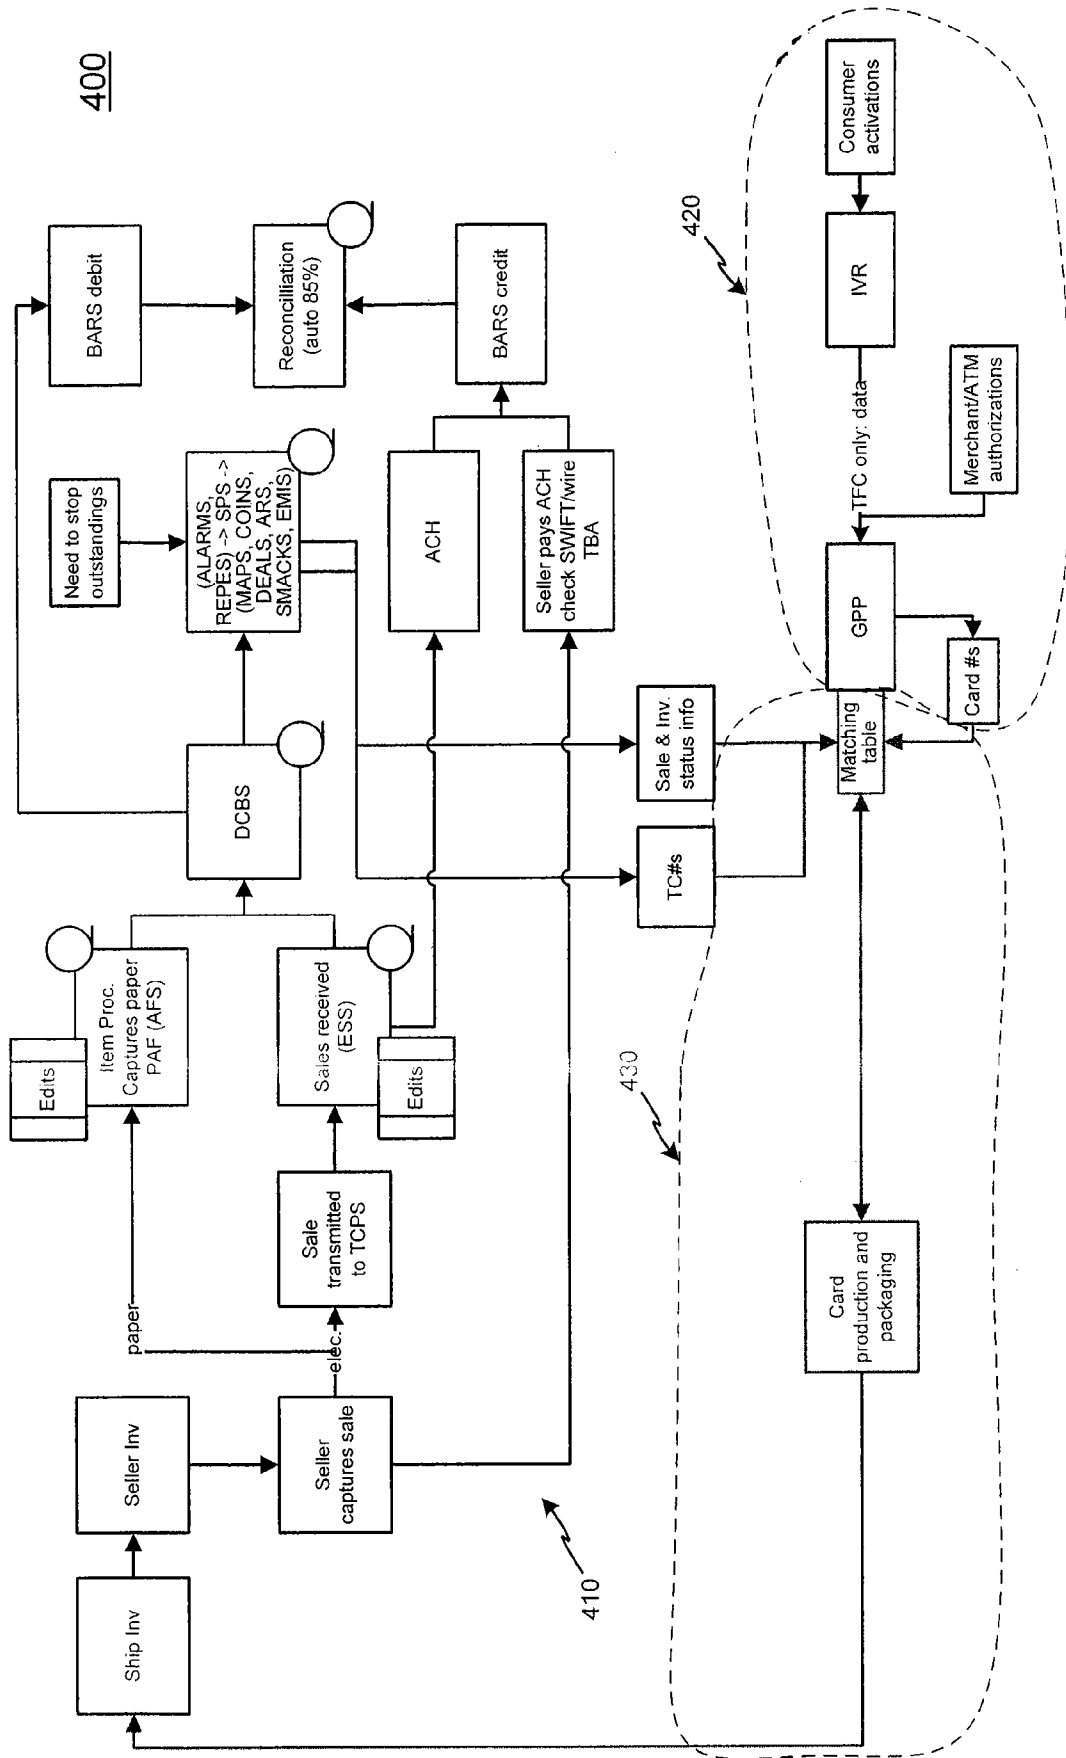 400
Ship Inv
Seller Inv
Seller
captures sale
paper
elec.
Sale
transmitted
to TCPS
Edits
Item Proc.
Captures paper
PAF (AFS)
Sales received
(ESS)
Edits
DCBS
Need to stop
outstandings
(ALARMS,
REPES) -> SPS ->
(MAPS, COINS,
DEALS, ARS,
SMACKS, EMIS)
BARS debit
Reconcilliation
(auto 85%)
BARS credit
ACH
Seller pays ACH
check SWIFT/wire
TBA
410
TC#s
Sale & Inv.
status info
430
Card
production and
packaging
Matching
table
GPP
Card #s
TFC only: data
IVR
Consumer
activations
Merchant/ATM
authorizations
420